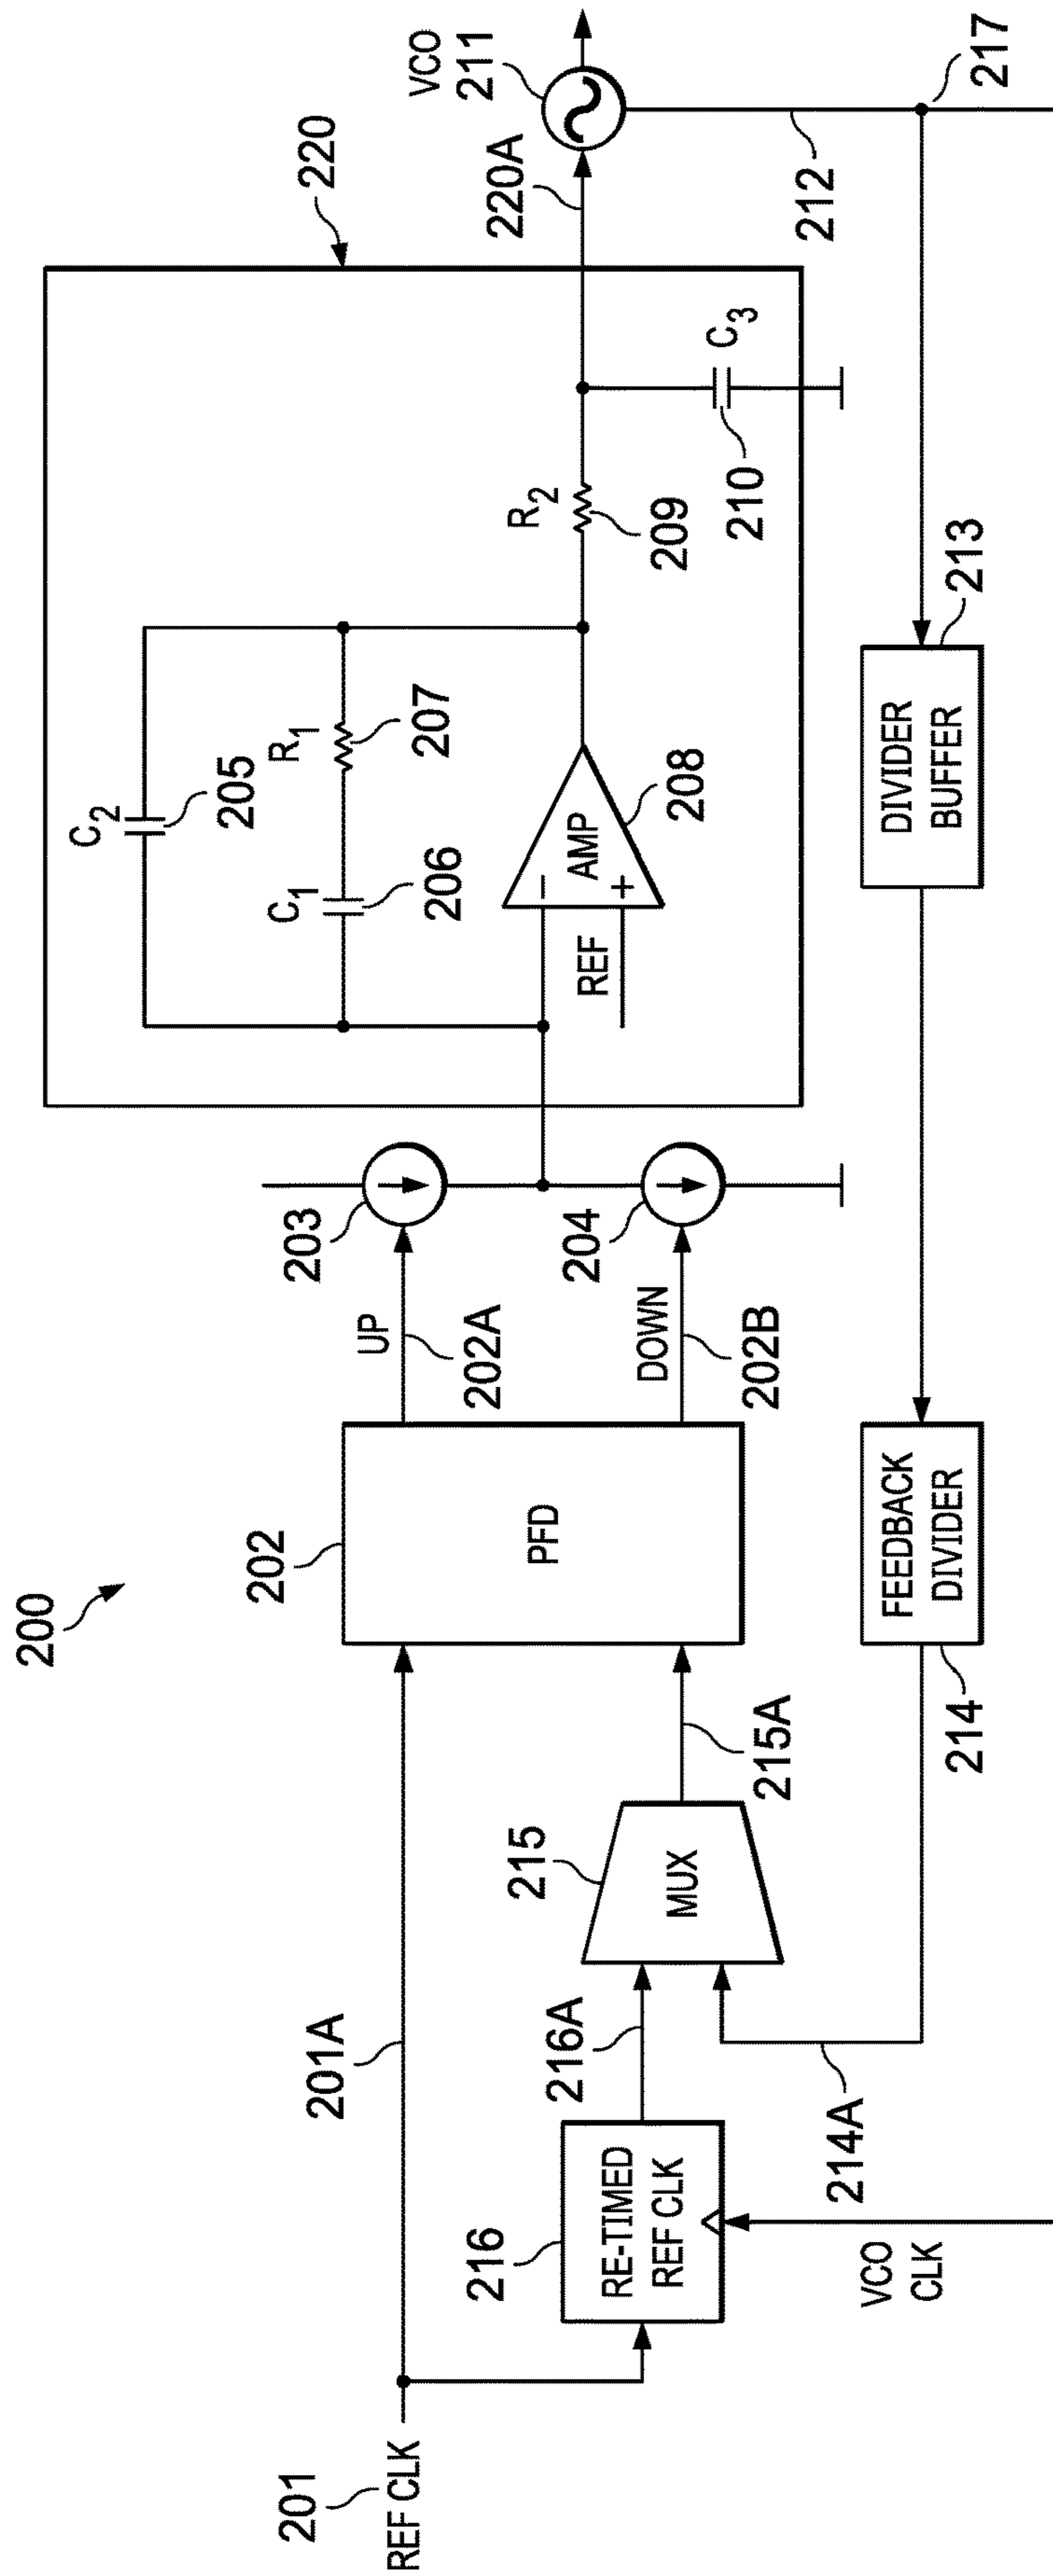 200
201
REF CLK
201A
216
RE-TIMED
REF CLK
216A
VCO
CLK
215
MUX
215A
214A
202
PFD
UP
202A
DOWN
202B
203
204
220
C2
205
C1
206
R1
207
REF
AMP
-
+
208
R2
209
C3
210
220A
VCO
211
212
217
DIVIDER
BUFFER
213
FEEDBACK
DIVIDER
214